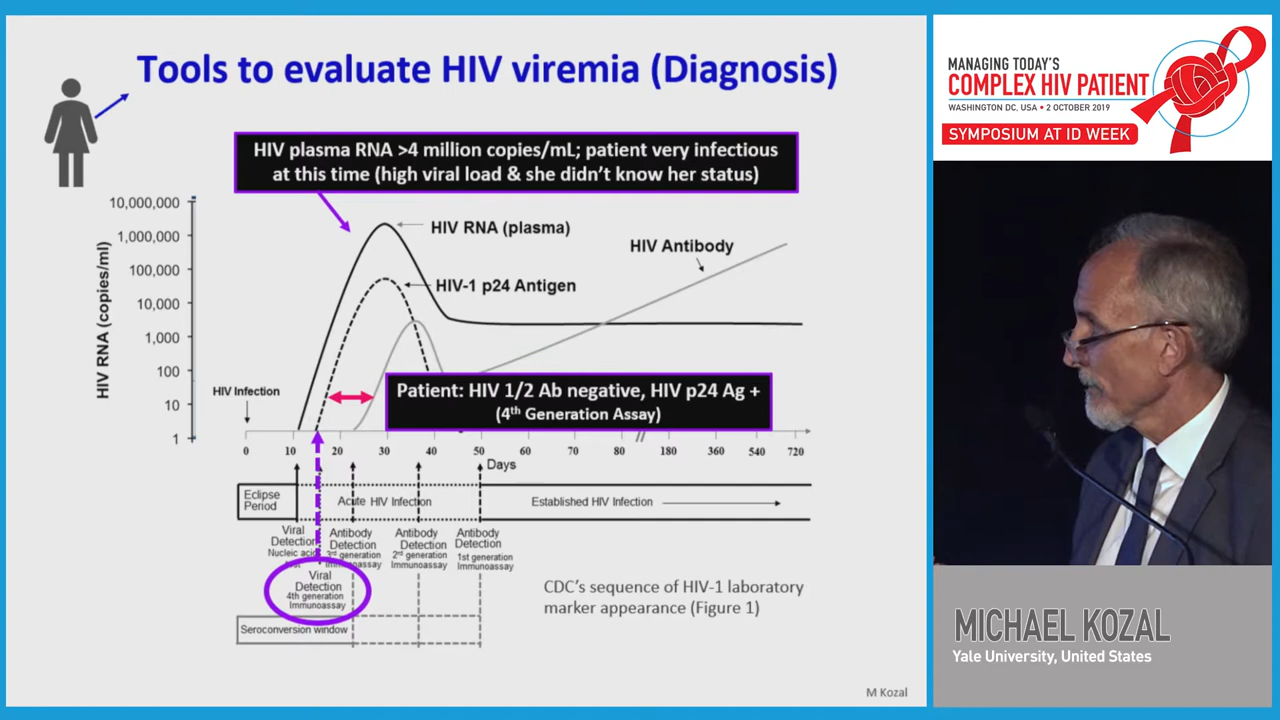 Tools to evaluate HIV viremia (Diagnosis)
HIV plasma RNA >4 million copies/mL; patient very infectious
at this time (high viral load & she didn't know her status)
HIV RNA (copies/ml)
10,000,000
1,000,000
100,000
10,000
1,000
100
10
1
HIV RNA (plasma)
HIV-1 p24 Antigen
HIV Antibody
HIV Infection
Patient: HIV 1/2 Ab negative, HIV p24 Ag +
(4th Generation Assay)
0 10 20 30 40 50 60 70 80 180 360 540 720
Days
Eclipse
Period
Acute HIV Infection
Established HIV Infection
Viral
Detection
Nucleic acid
Antibody
Detection
3rd generation
Immunoassay
Antibody
Detection
2nd generation
Immunoassay
Antibody
Detection
1st generation
Immunoassay
Viral
Detection
4th generation
Immunoassay
Seroconversion window
CDC's sequence of HIV-1 laboratory
marker appearance (Figure 1)
M Kozal
MANAGING TODAY'S
COMPLEX HIV PATIENT
WASHINGTON DC, USA • 2 OCTOBER 2019
SYMPOSIUM AT ID WEEK
MICHAEL KOZAL
Yale University, United States